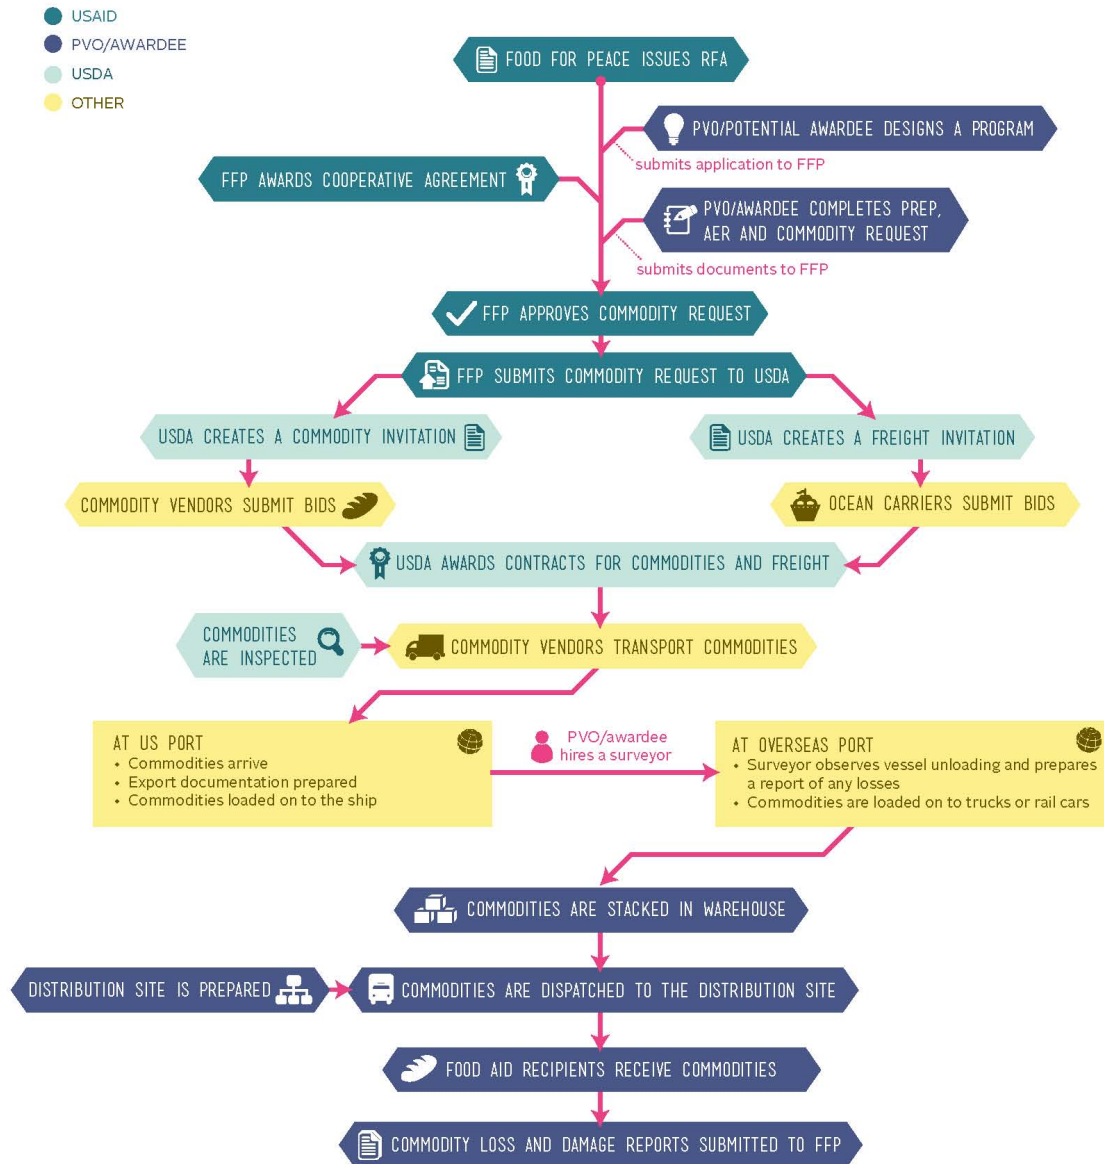 USAID
PVO/AWARDEE
USDA
OTHER
FOOD FOR PEACE ISSUES RFA
PVO/POTENTIAL AWARDEE DESIGNS A PROGRAM
submits application to FFP
FFP AWARDS COOPERATIVE AGREEMENT
PVO/AWARDEE COMPLETES PREP,
AER AND COMMODITY REQUEST
submits documents to FFP
FFP APPROVES COMMODITY REQUEST
FFP SUBMITS COMMODITY REQUEST TO USDA
USDA CREATES A COMMODITY INVITATION
USDA CREATES A FREIGHT INVITATION
COMMODITY VENDORS SUBMIT BIDS
OCEAN CARRIERS SUBMIT BIDS
USDA AWARDS CONTRACTS FOR COMMODITIES AND FREIGHT
COMMODITIES
ARE INSPECTED
COMMODITY VENDORS TRANSPORT COMMODITIES
AT US PORT
• Commodities arrive
• Export documentation prepared
• Commodities loaded on to the ship
PVO/awardee
hires a surveyor
AT OVERSEAS PORT
• Surveyor observes vessel unloading and prepares
a report of any losses
• Commodities are loaded on to trucks or rail cars
COMMODITIES ARE STACKED IN WAREHOUSE
DISTRIBUTION SITE IS PREPARED
COMMODITIES ARE DISPATCHED TO THE DISTRIBUTION SITE
FOOD AID RECIPIENTS RECEIVE COMMODITIES
COMMODITY LOSS AND DAMAGE REPORTS SUBMITTED TO FFP